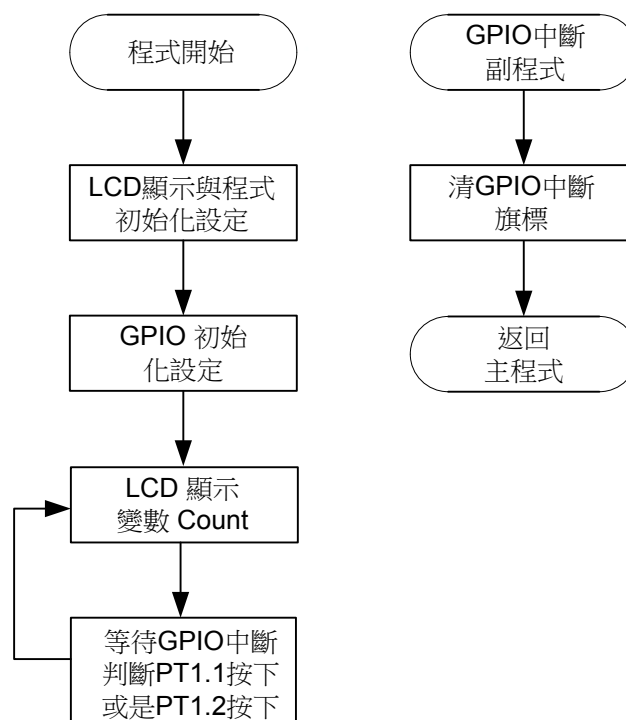 程式開始
LCD顯示與程式
初始化設定
GPIO 初始
化設定
LCD 顯示
變數 Count
等待GPIO中斷
判斷PT1.1按下
或是PT1.2按下
GPIO中斷
副程式
清GPIO中斷
旗標
返回
主程式